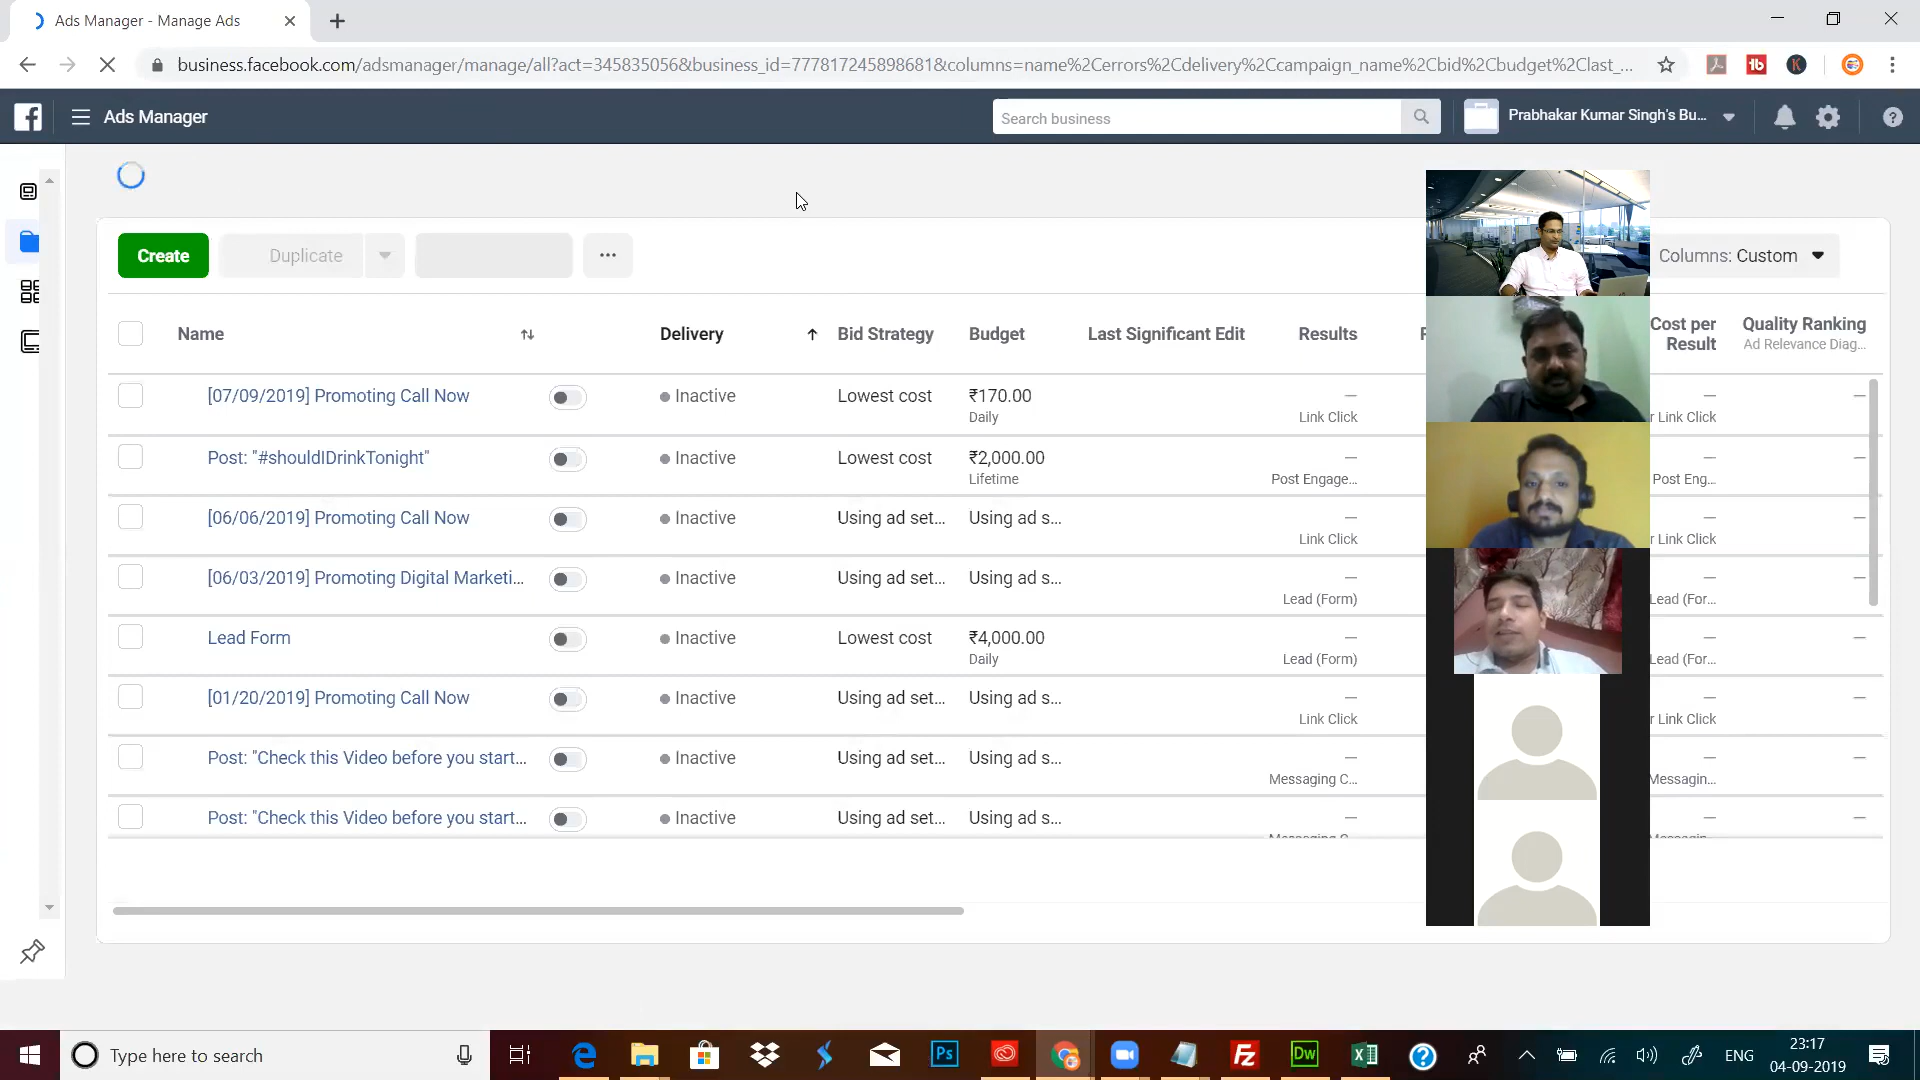 Ads Manager - Manage Ads
business.facebook.com/adsmanager/manage/all?act=345835056&business_id=777817245898681&columns=name%2Cerrors%2Cdelivery%2Ccampaign_name%2Cbid%2Cbudget%2Clast_...
Ads Manager
Search business
Prabhakar Kumar Singh's Bu...
Create
Duplicate
Columns: Custom
Name
Delivery
Bid Strategy
Budget
Last Significant Edit
Results
Cost per
Result
Quality Ranking
Ad Relevance Diag...
[07/09/2019] Promoting Call Now
Inactive
Lowest cost
₹170.00
Daily
—
Link Click
—
r Link Click
—
Post: "#shouldIDrinkTonight"
Inactive
Lowest cost
₹2,000.00
Lifetime
—
Post Engage...
—
Post Eng...
—
[06/06/2019] Promoting Call Now
Inactive
Using ad set...
Using ad s...
—
Link Click
—
r Link Click
—
[06/03/2019] Promoting Digital Marketi...
Inactive
Using ad set...
Using ad s...
—
Lead (Form)
—
Lead (For...
—
Lead Form
Inactive
Lowest cost
₹4,000.00
Daily
—
Lead (Form)
—
Lead (For...
—
[01/20/2019] Promoting Call Now
Inactive
Using ad set...
Using ad s...
—
Link Click
—
r Link Click
—
Post: "Check this Video before you start...
Inactive
Using ad set...
Using ad s...
—
Messaging C...
—
Messagin...
—
Post: "Check this Video before you start...
Inactive
Using ad set...
Using ad s...
—
—
—
Type here to search
Ps
Fz
Dw
ENG
23:17
04-09-2019